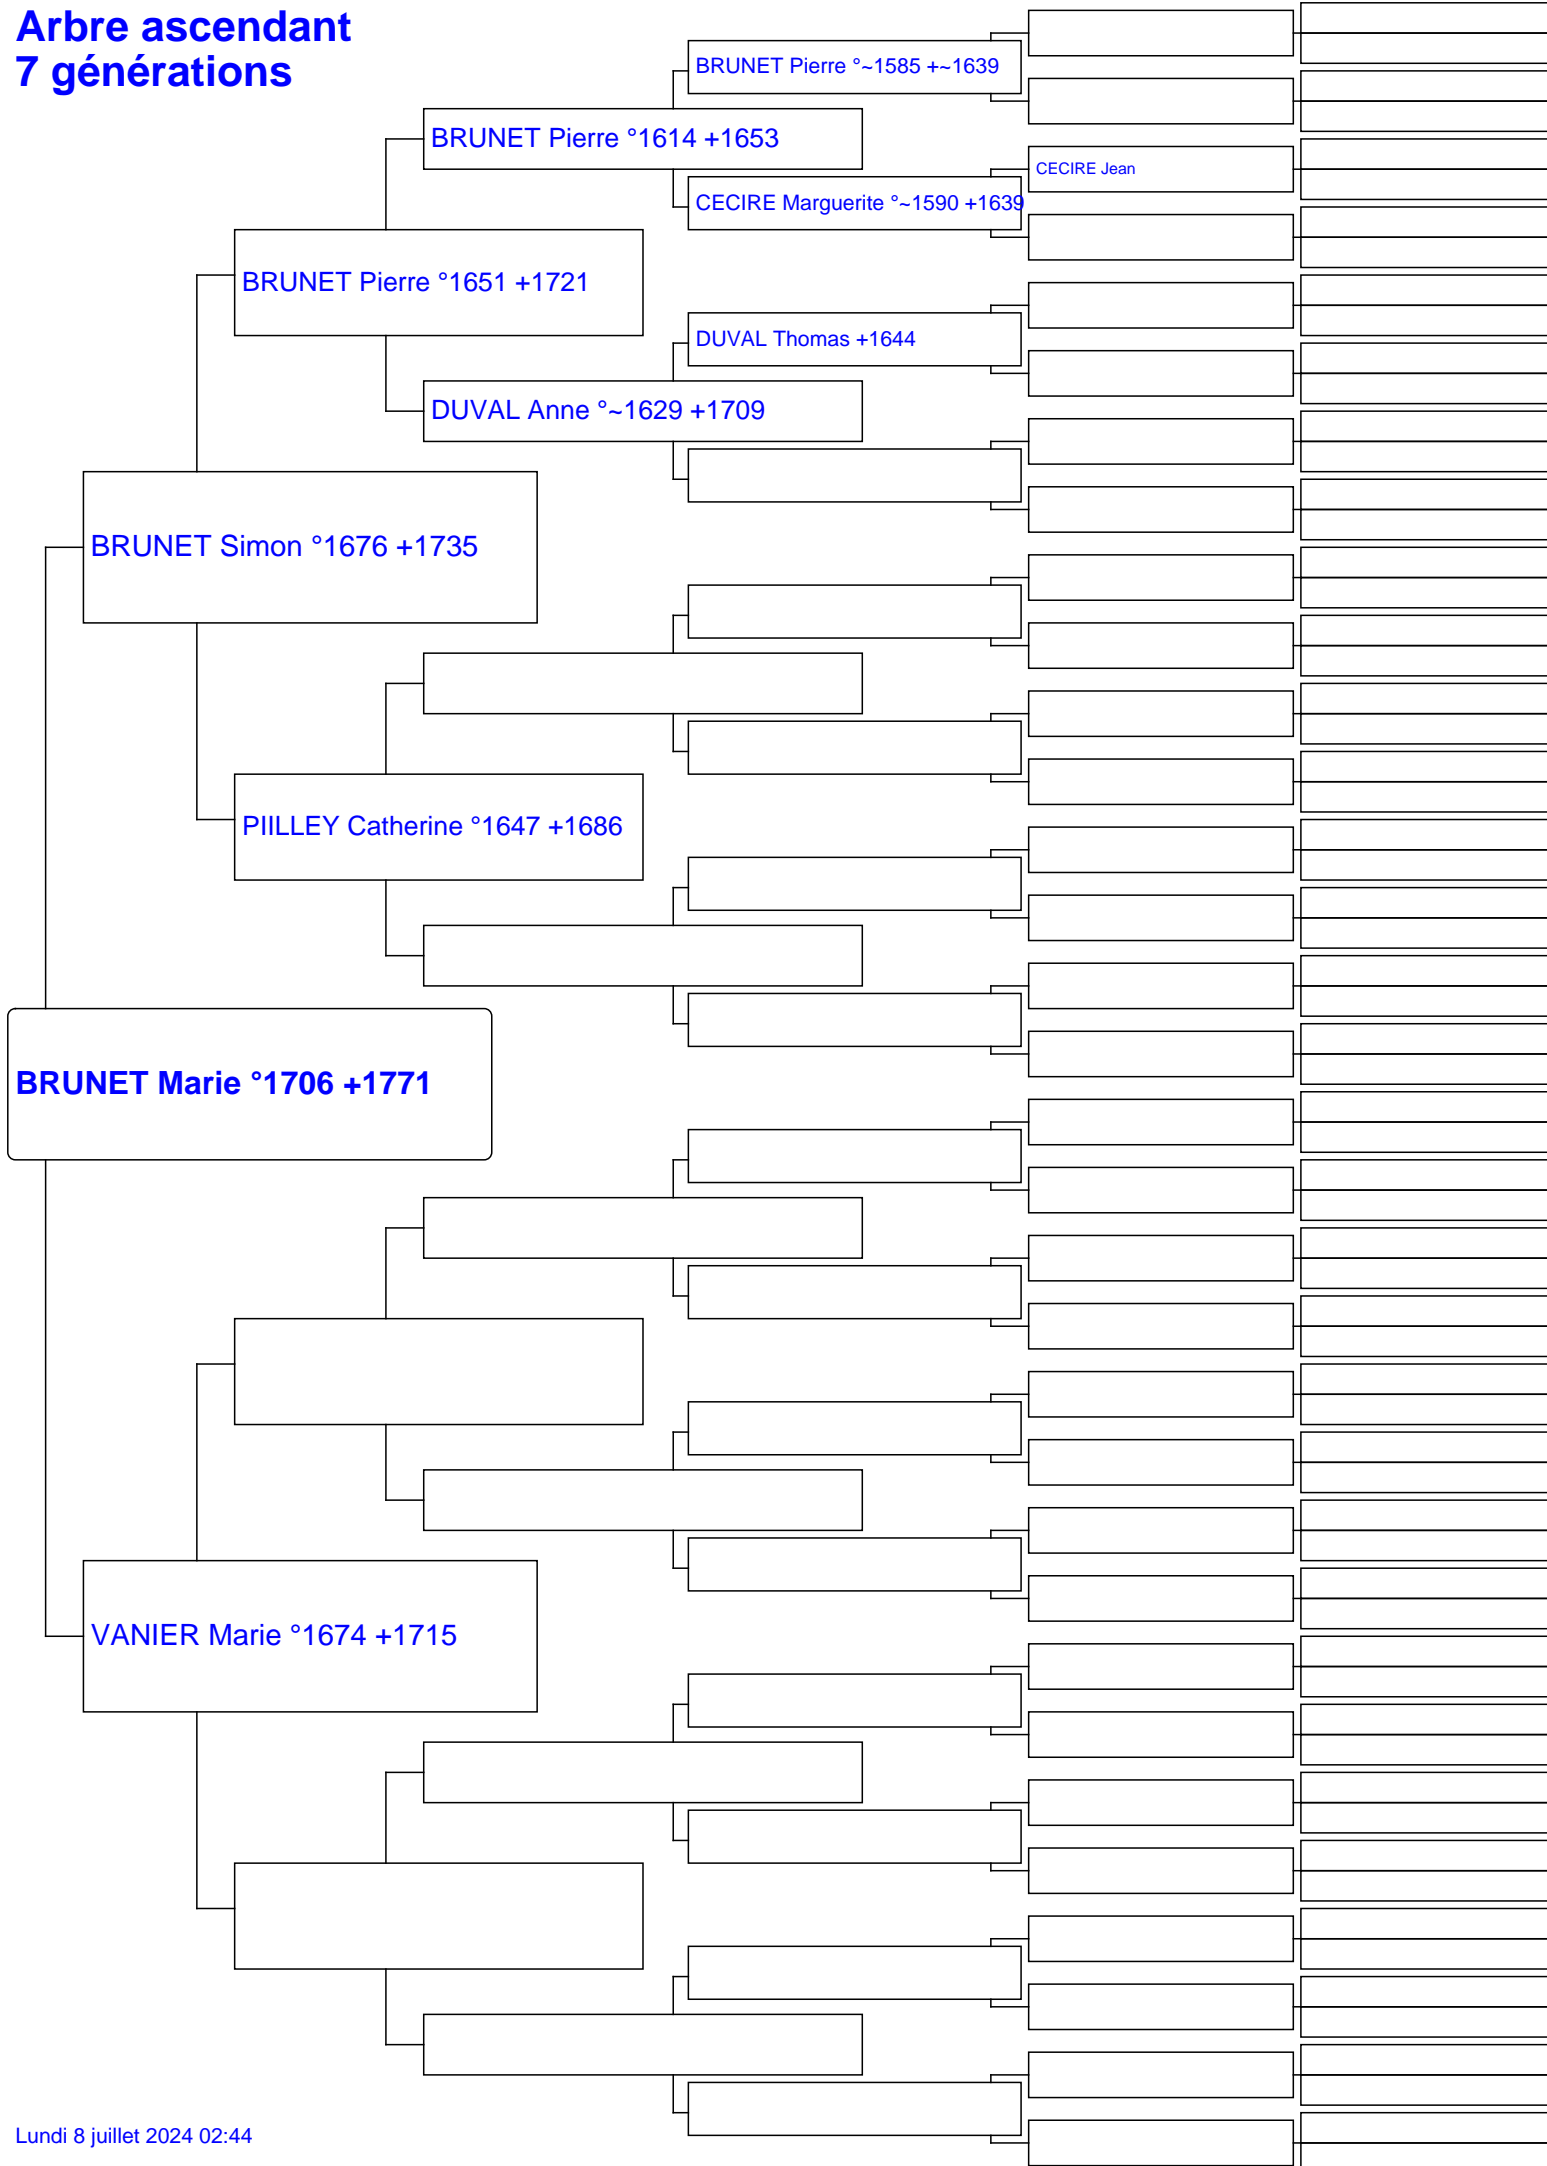 Arbre ascendant
7 générations
BRUNET Pierre °~1585 +~1639
BRUNET Pierre °1614 +1653
CECIRE Jean
CECIRE Marguerite °~1590 +1639
BRUNET Pierre °1651 +1721
DUVAL Thomas +1644
DUVAL Anne °~1629 +1709
BRUNET Simon °1676 +1735
PIILLEY Catherine °1647 +1686
BRUNET Marie °1706 +1771
VANIER Marie °1674 +1715
Lundi 8 juillet 2024 02:44